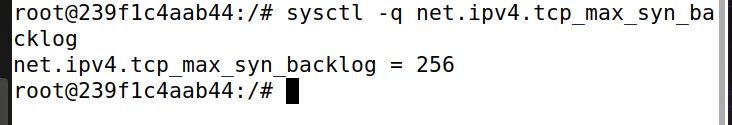 root@239f1c4aab44:/# sysctl -q net.ipv4.tcp_max_syn_ba
cklog
net.ipv4.tcp_max_syn_backlog = 256
root@239f1c4aab44:/#